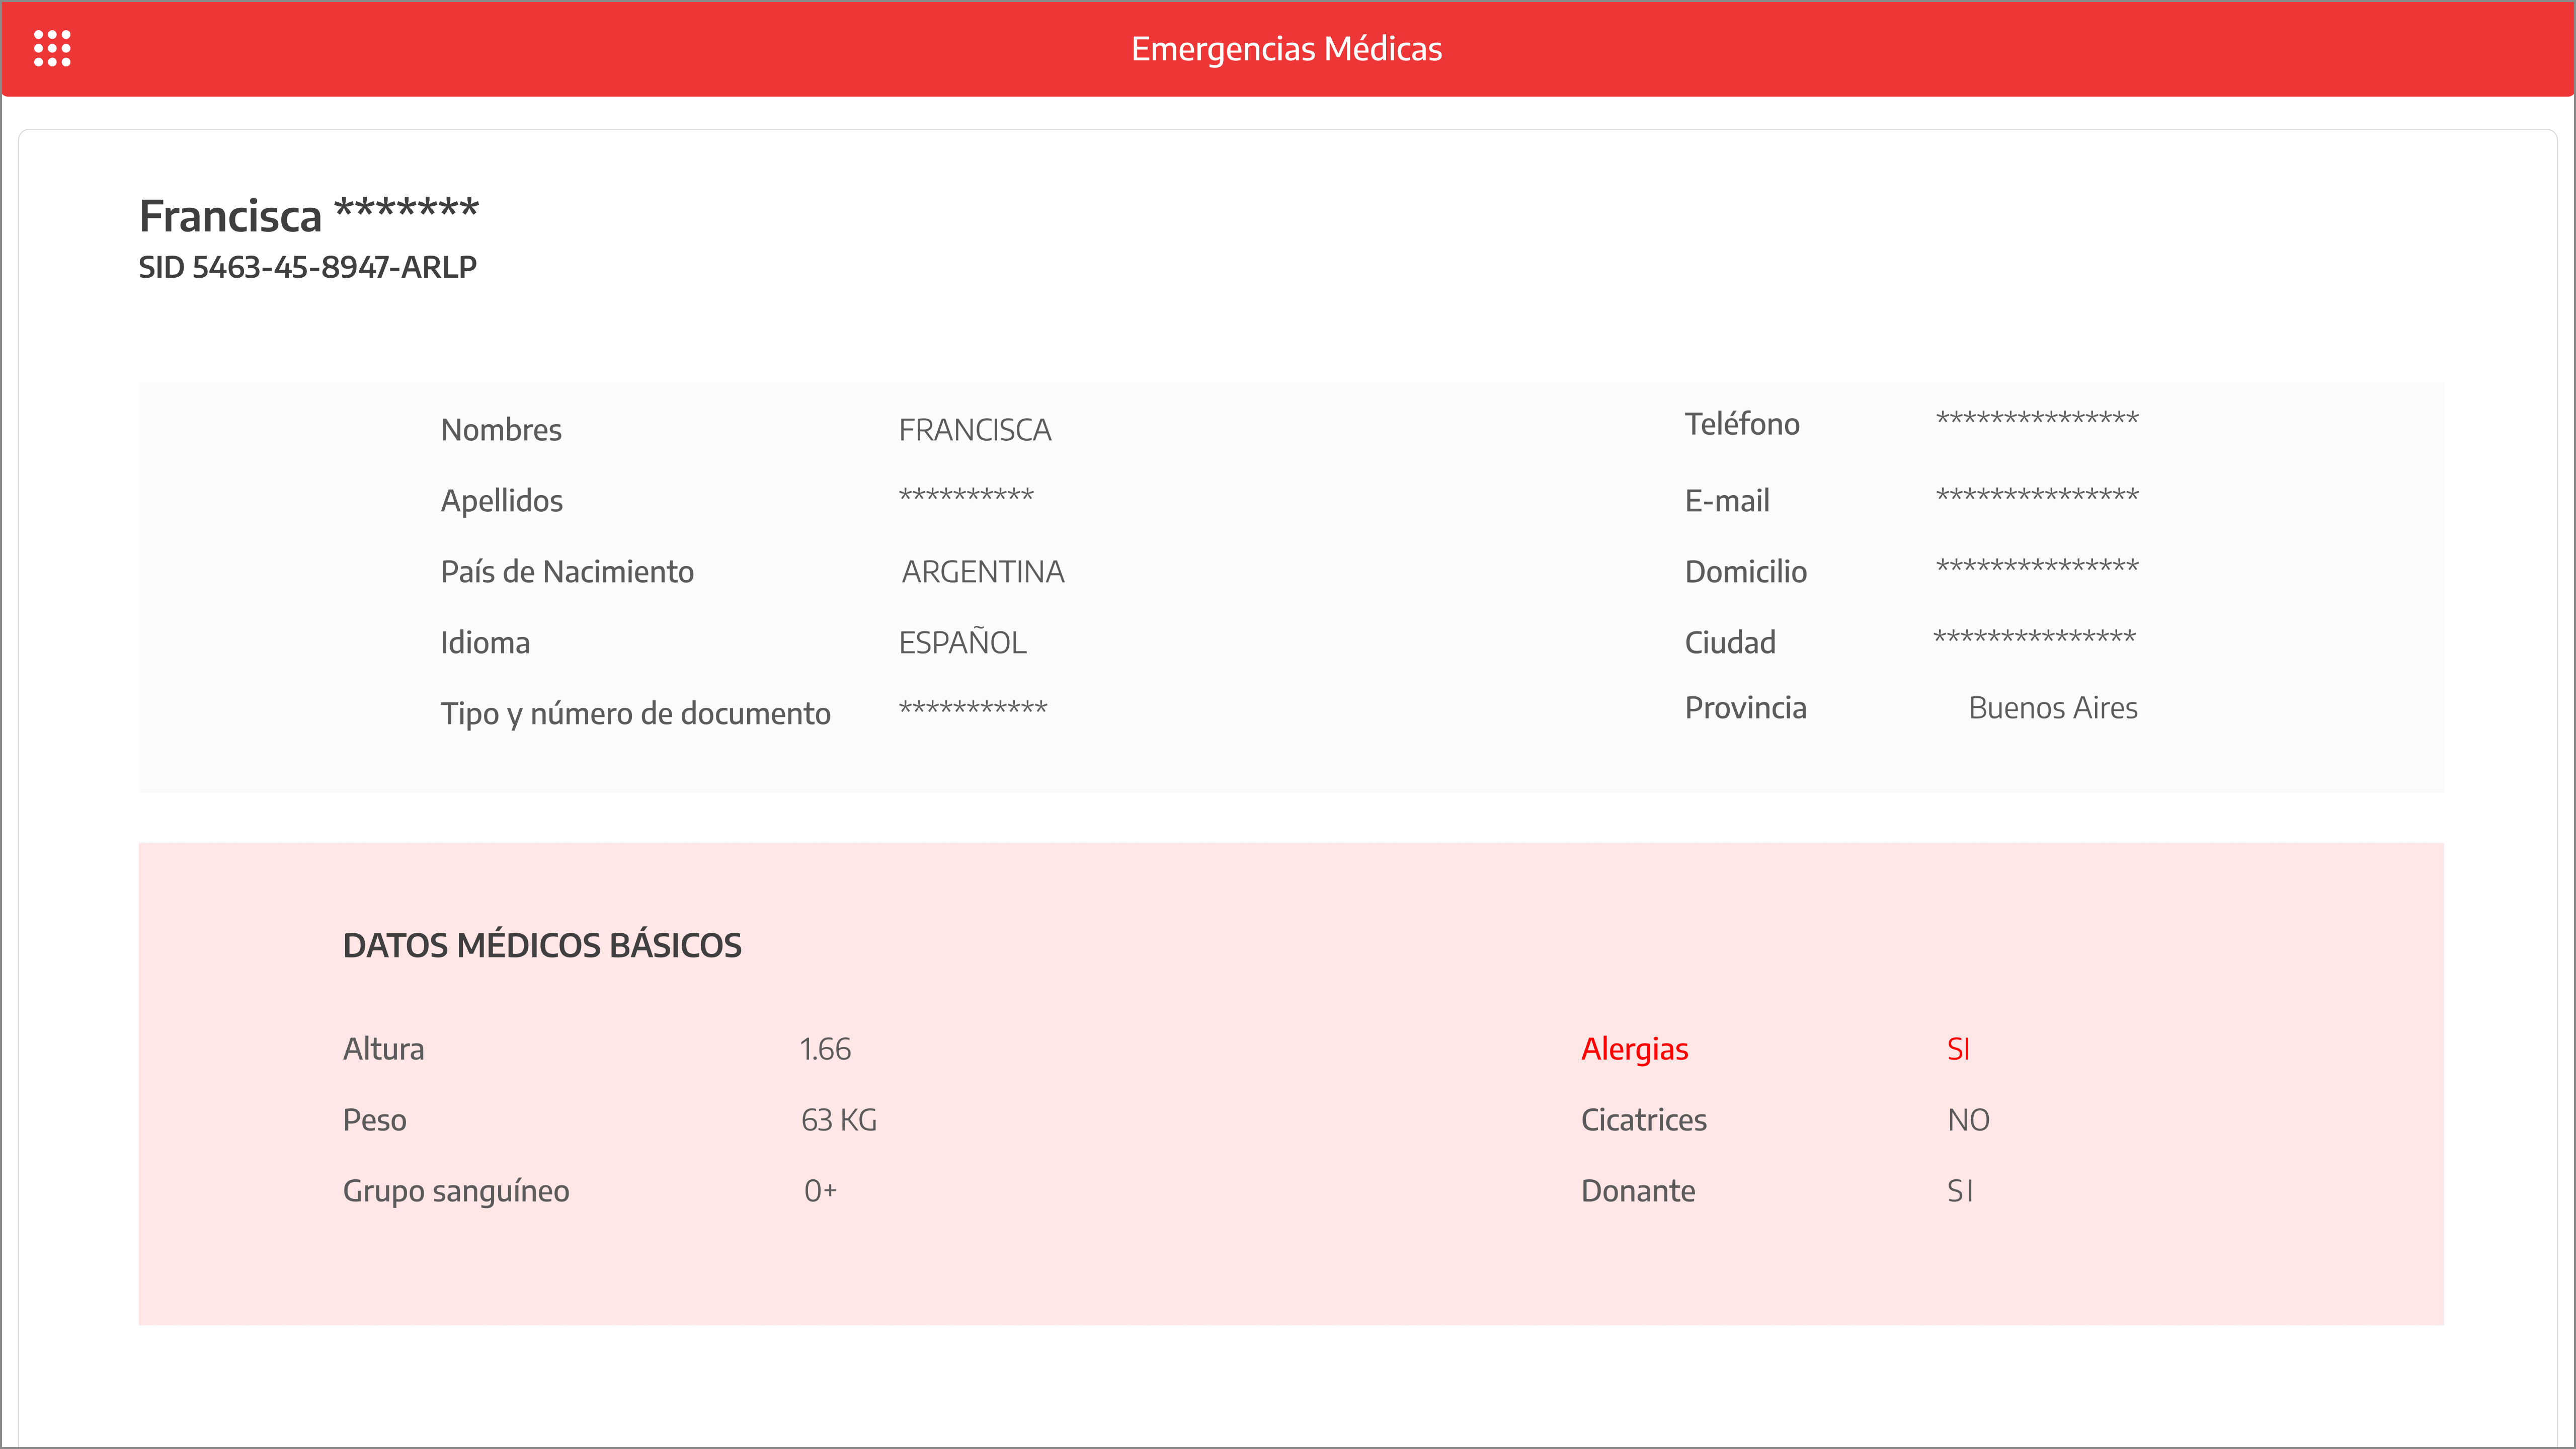 Emergencias Médicas
Francisca *******
SID 5463-45-8947-ARLP
Nombres FRANCISCA
Apellidos **********
País de Nacimiento ARGENTINA
Idioma ESPAÑOL
Tipo y número de documento ***********
Teléfono ***************
E-mail ***************
Domicilio ***************
Ciudad ***************
Provincia Buenos Aires
DATOS MÉDICOS BÁSICOS
Altura 1.66
Peso 63 KG
Grupo sanguíneo 0+
Alergias SI
Cicatrices NO
Donante SI